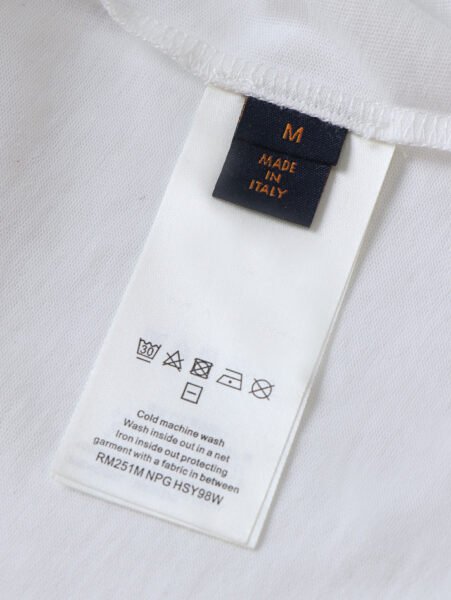 M
MADE
IN
ITALY
30
Cold machine wash
Wash inside out in a net
Iron inside out protecting
garment with a fabric in between
RM251M NPG HSY98W